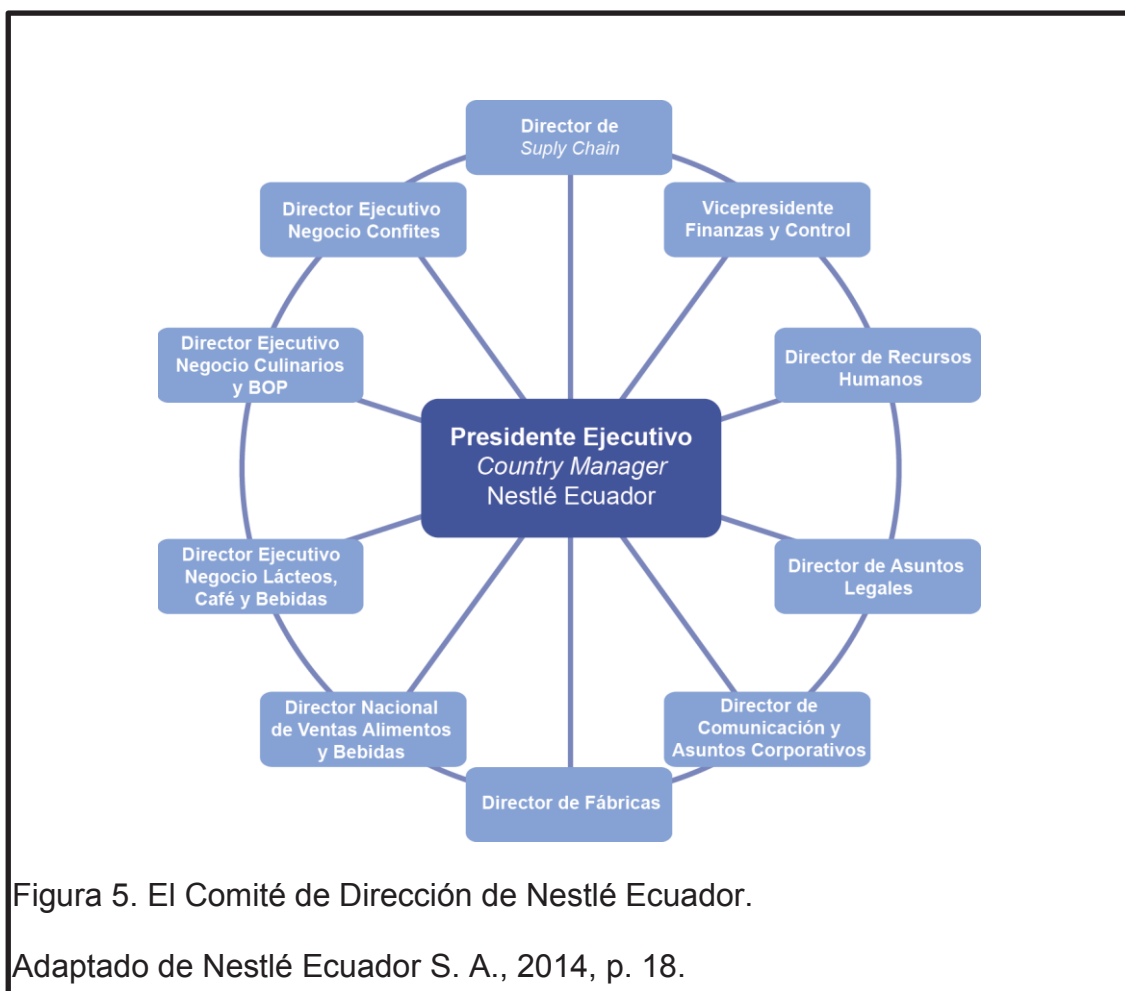 Director de
Suply Chain
Director Ejecutivo
Negocio Confites
Vicepresidente
Finanzas y Control
Director Ejecutivo
Negocio Culinarios
y BOP
Director de Recursos
Humanos
Presidente Ejecutivo
Country Manager
Nestlé Ecuador
Director Ejecutivo
Negocio Lácteos,
Café y Bebidas
Director de Asuntos
Legales
Director Nacional
de Ventas Alimentos
y Bebidas
Director de
Comunicación y
Asuntos Corporativos
Director de Fábricas
Figura 5. El Comité de Dirección de Nestlé Ecuador.
Adaptado de Nestlé Ecuador S. A., 2014, p. 18.